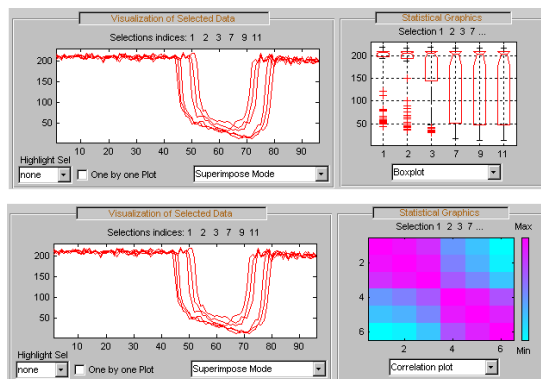 Visualization of Selected Data
Selections indices: 1 2 3 7 9 11
200
150
100
50
10 20 30 40 50 60 70 80 90
Highlight Sel
none
One by one Plot
Superimpose Mode
Statistical Graphics
Selection 1 2 3 7 ...
200
150
100
50
1 2 3 7 9 11
Boxplot
Visualization of Selected Data
Selections indices: 1 2 3 7 9 11
200
150
100
50
10 20 30 40 50 60 70 80 90
Highlight Sel
none
One by one Plot
Superimpose Mode
Statistical Graphics
Selection 1 2 3 7 ...
Max
2
4
6
2 4 6
Min
Correlation plot